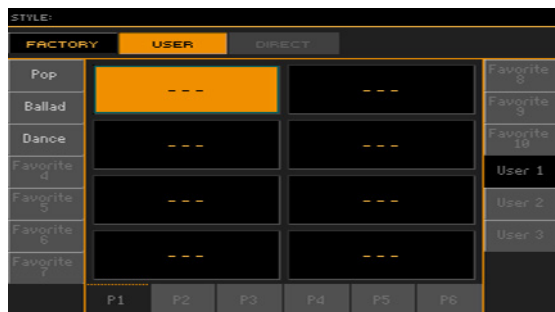 STYLE:
FACTORY USER DIRECT
Pop
Ballad
Dance
Favorite
4
Favorite
5
Favorite
6
Favorite
7
--- ---
--- ---
--- ---
--- ---
Favorite
8
Favorite
9
Favorite
10
User 1
User 2
User 3
P1 P2 P3 P4 P5 P6